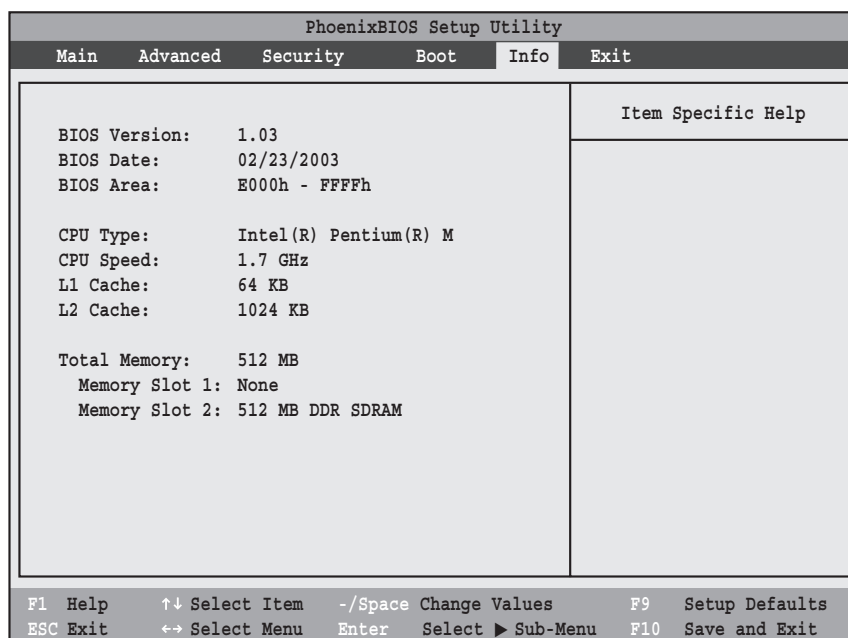 PhoenixBIOS Setup Utility
Main Advanced Security Boot Info Exit
Item Specific Help
BIOS Version: 1.03
BIOS Date: 02/23/2003
BIOS Area: E000h - FFFFh
CPU Type: Intel(R) Pentium(R) M
CPU Speed: 1.7 GHz
L1 Cache: 64 KB
L2 Cache: 1024 KB
Total Memory: 512 MB
Memory Slot 1: None
Memory Slot 2: 512 MB DDR SDRAM
F1 Help ↑↓ Select Item -/Space Change Values F9 Setup Defaults
ESC Exit ←→ Select Menu Enter Select ▶ Sub-Menu F10 Save and Exit